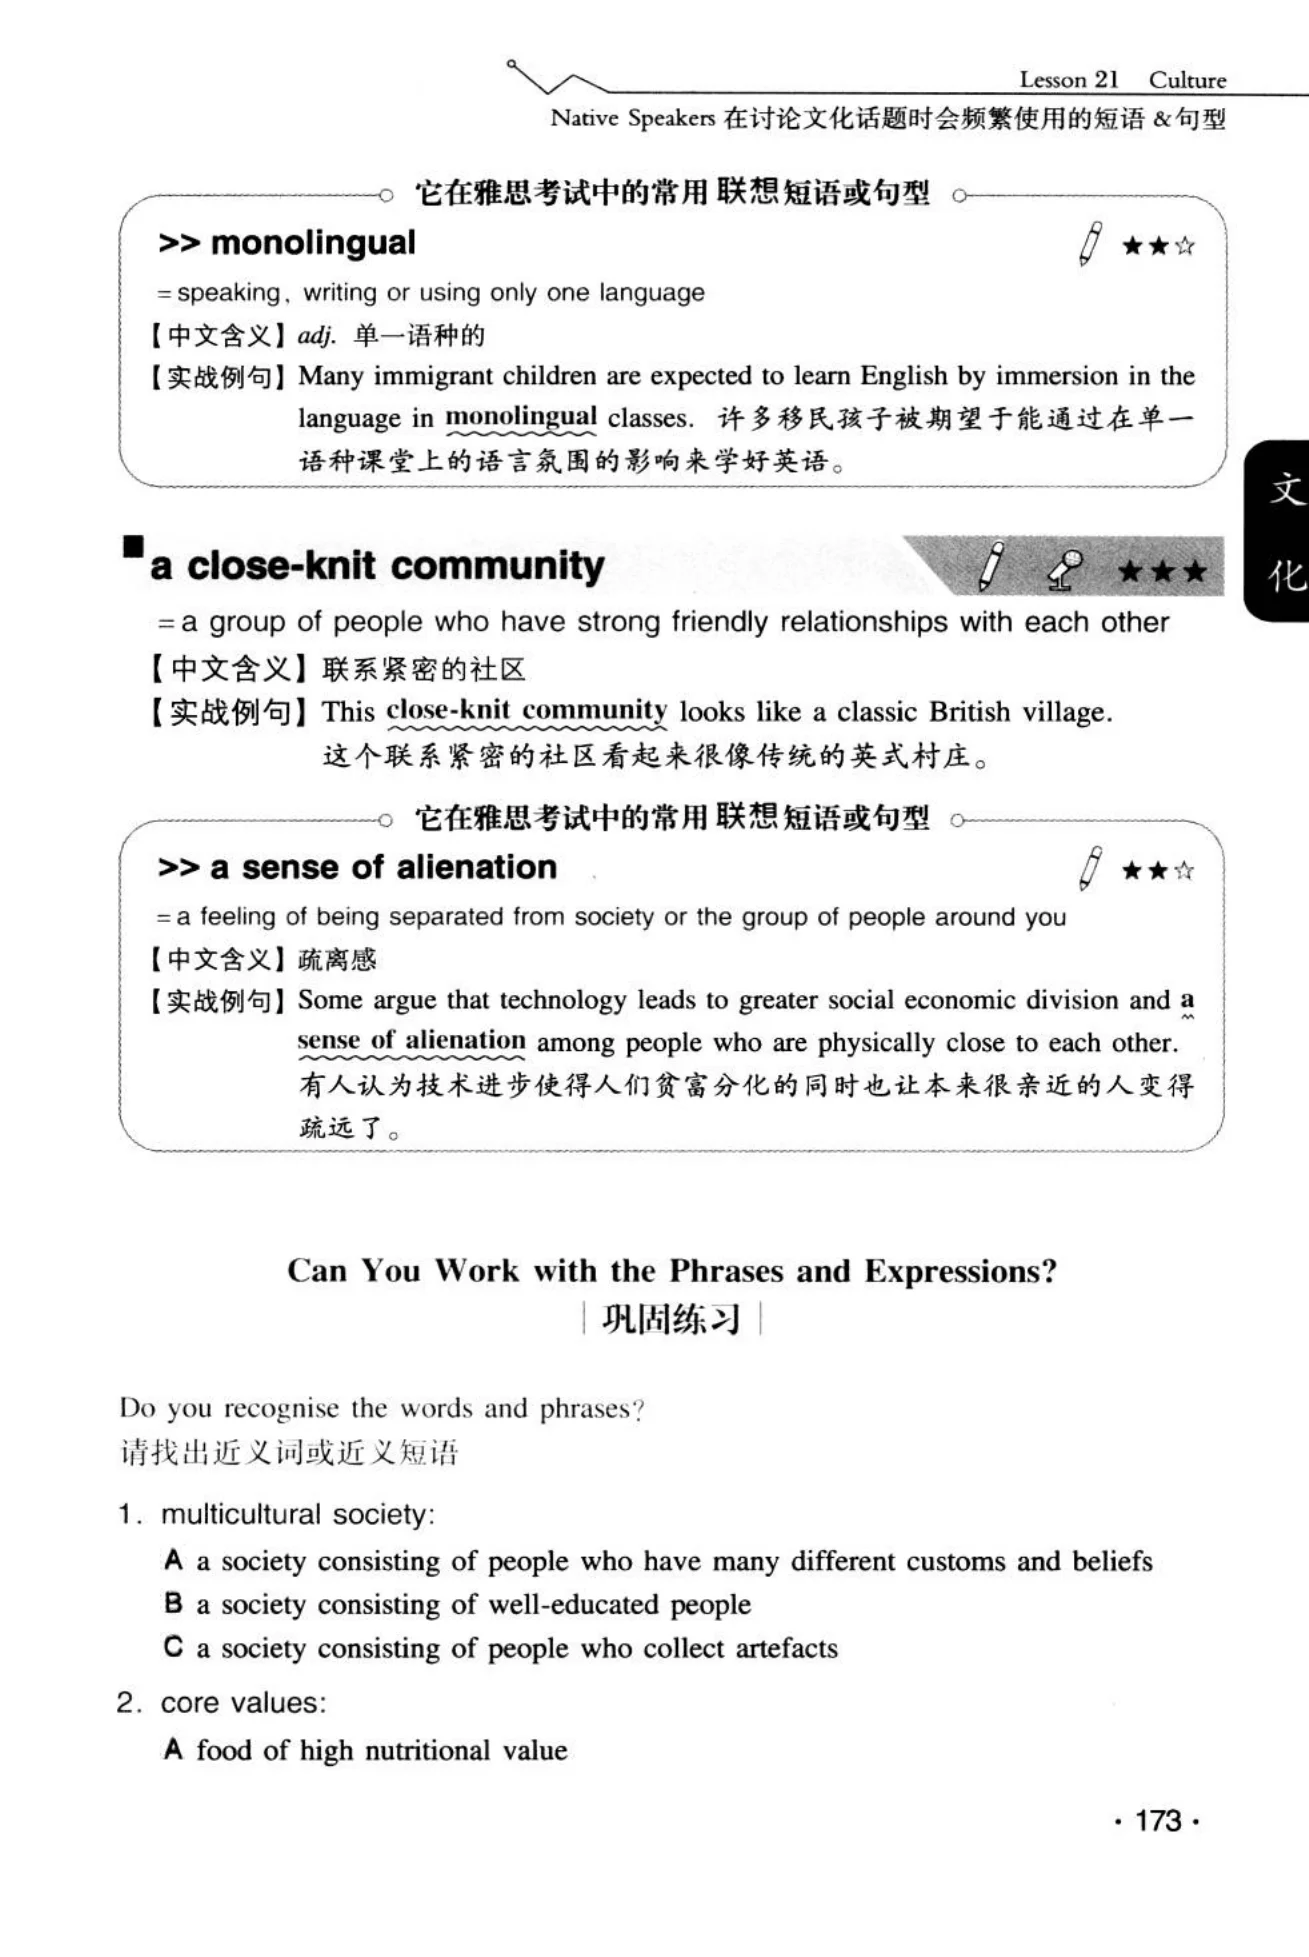 Lesson 21 Culture
Native Speakers 在讨论文化话题时会频繁使用的短语 & 句型
它在雅思考试中的常用联想短语或句型
>> monolingual ★★☆
= speaking, writing or using only one language
【中文含义】adj. 单一语种的
【实战例句】Many immigrant children are expected to learn English by immersion in the
language in monolingual classes. 许多移民孩子被期望于能通过在单一
语种课堂上的语言氛围的影响来学好英语。
文
化
■a close-knit community ★★★
= a group of people who have strong friendly relationships with each other
【中文含义】联系紧密的社区
【实战例句】This close-knit community looks like a classic British village.
这个联系紧密的社区看起来很像传统的英式村庄。
它在雅思考试中的常用联想短语或句型
>> a sense of alienation ★★☆
= a feeling of being separated from society or the group of people around you
【中文含义】疏离感
【实战例句】Some argue that technology leads to greater social economic division and a
sense of alienation among people who are physically close to each other.
有人认为技术进步使得人们贫富分化的同时也让本来很亲近的人变得
疏远了。
Can You Work with the Phrases and Expressions?
| 巩固练习 |
Do you recognise the words and phrases?
请找出近义词或近义短语
1. multicultural society:
A a society consisting of people who have many different customs and beliefs
B a society consisting of well-educated people
C a society consisting of people who collect artefacts
2. core values:
A food of high nutritional value
· 173 ·